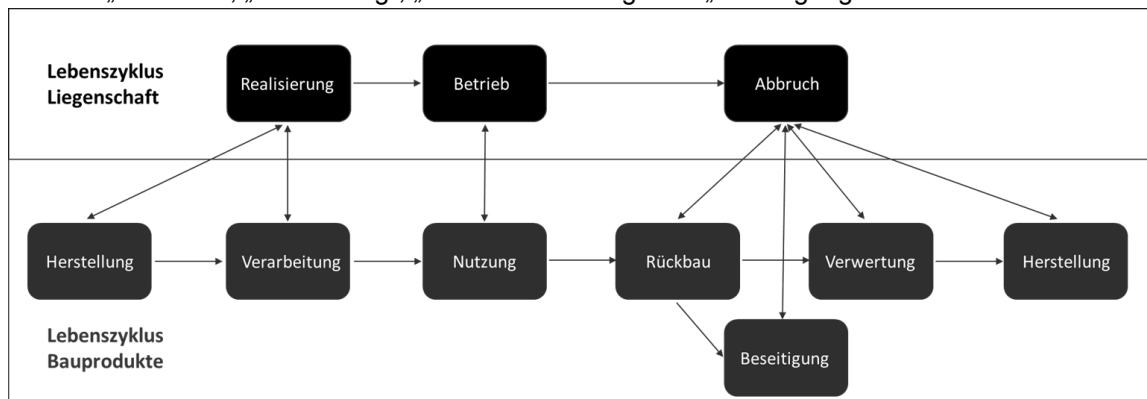 Lebenszyklus
Liegenschaft
Realisierung
Betrieb
Abbruch
Herstellung
Verarbeitung
Nutzung
Rückbau
Verwertung
Herstellung
Lebenszyklus
Bauprodukte
Beseitigung